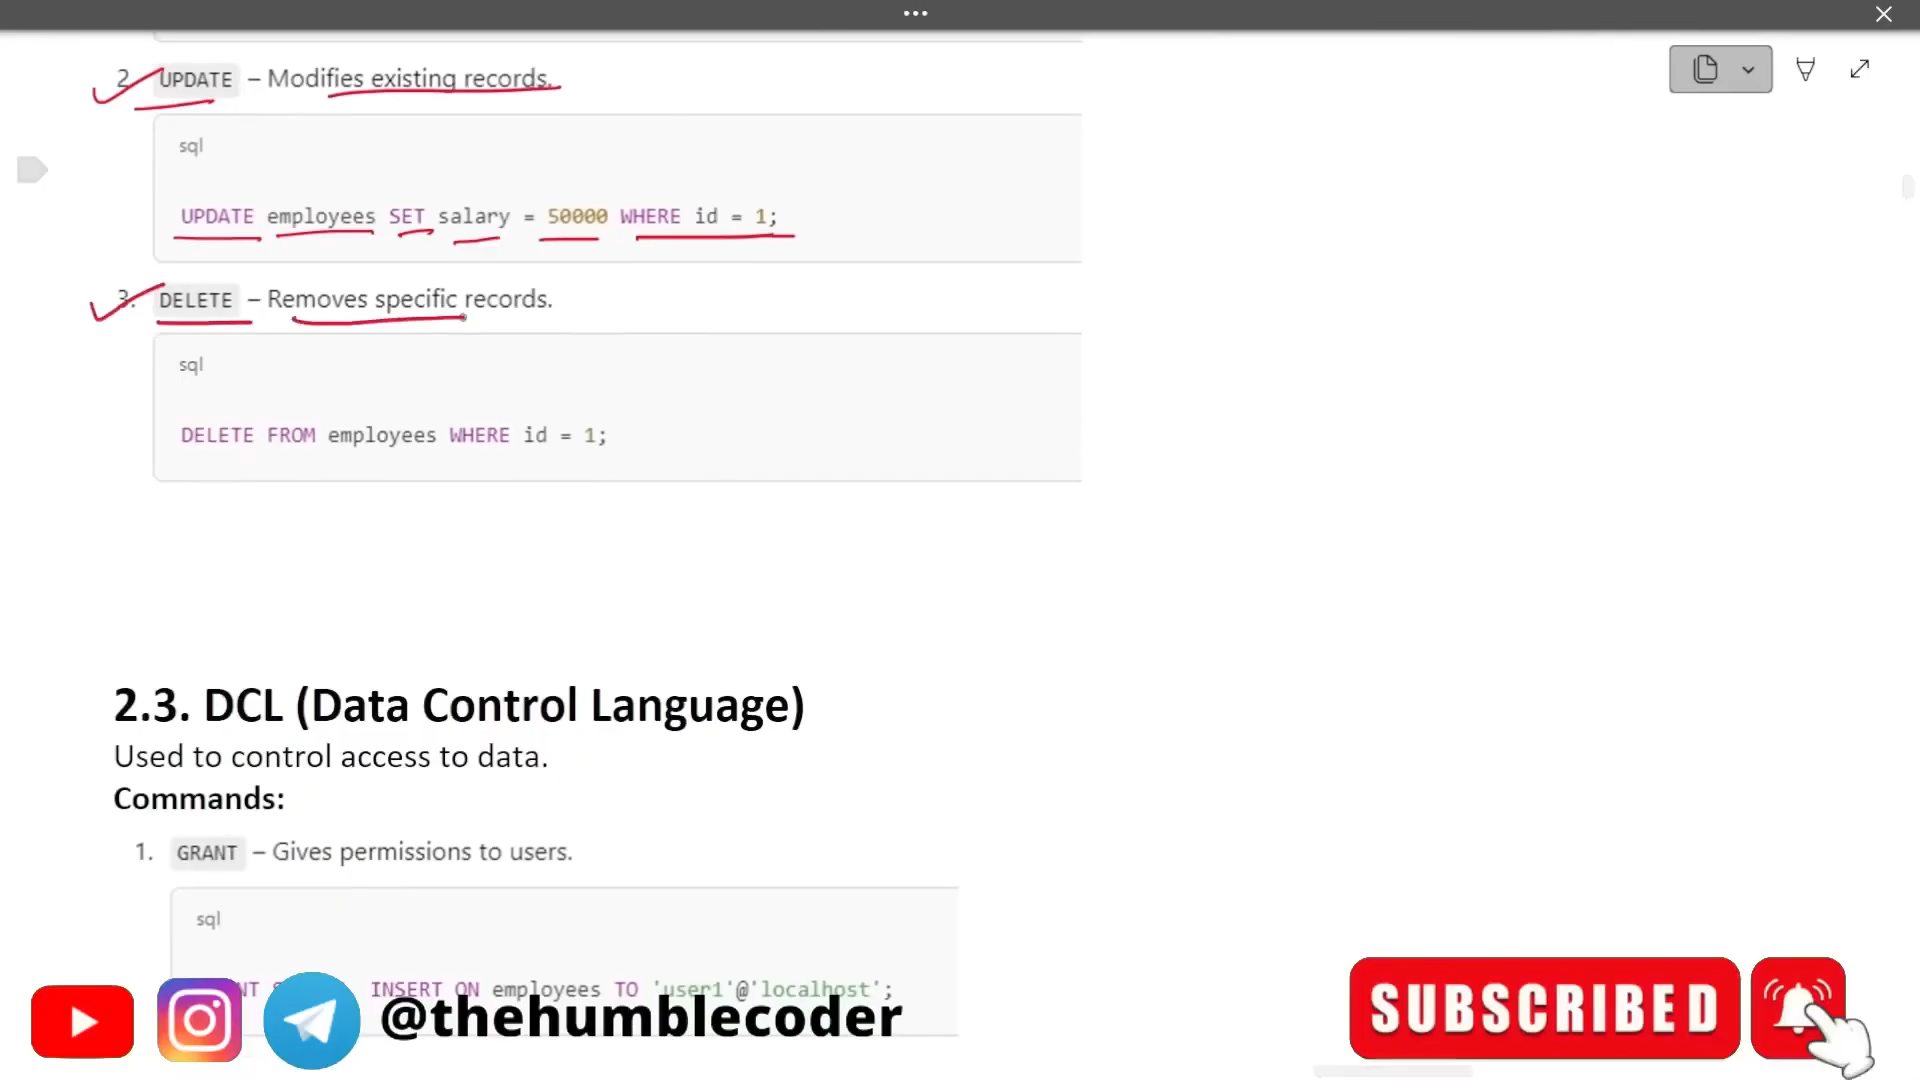 2. UPDATE – Modifies existing records.
sql
UPDATE employees SET salary = 50000 WHERE id = 1;
3. DELETE – Removes specific records.
sql
DELETE FROM employees WHERE id = 1;
2.3. DCL (Data Control Language)
Used to control access to data.
Commands:
1. GRANT – Gives permissions to users.
sql
INSERT ON employees TO 'user1'@'localhost';
@thehumblecoder
SUBSCRIBED